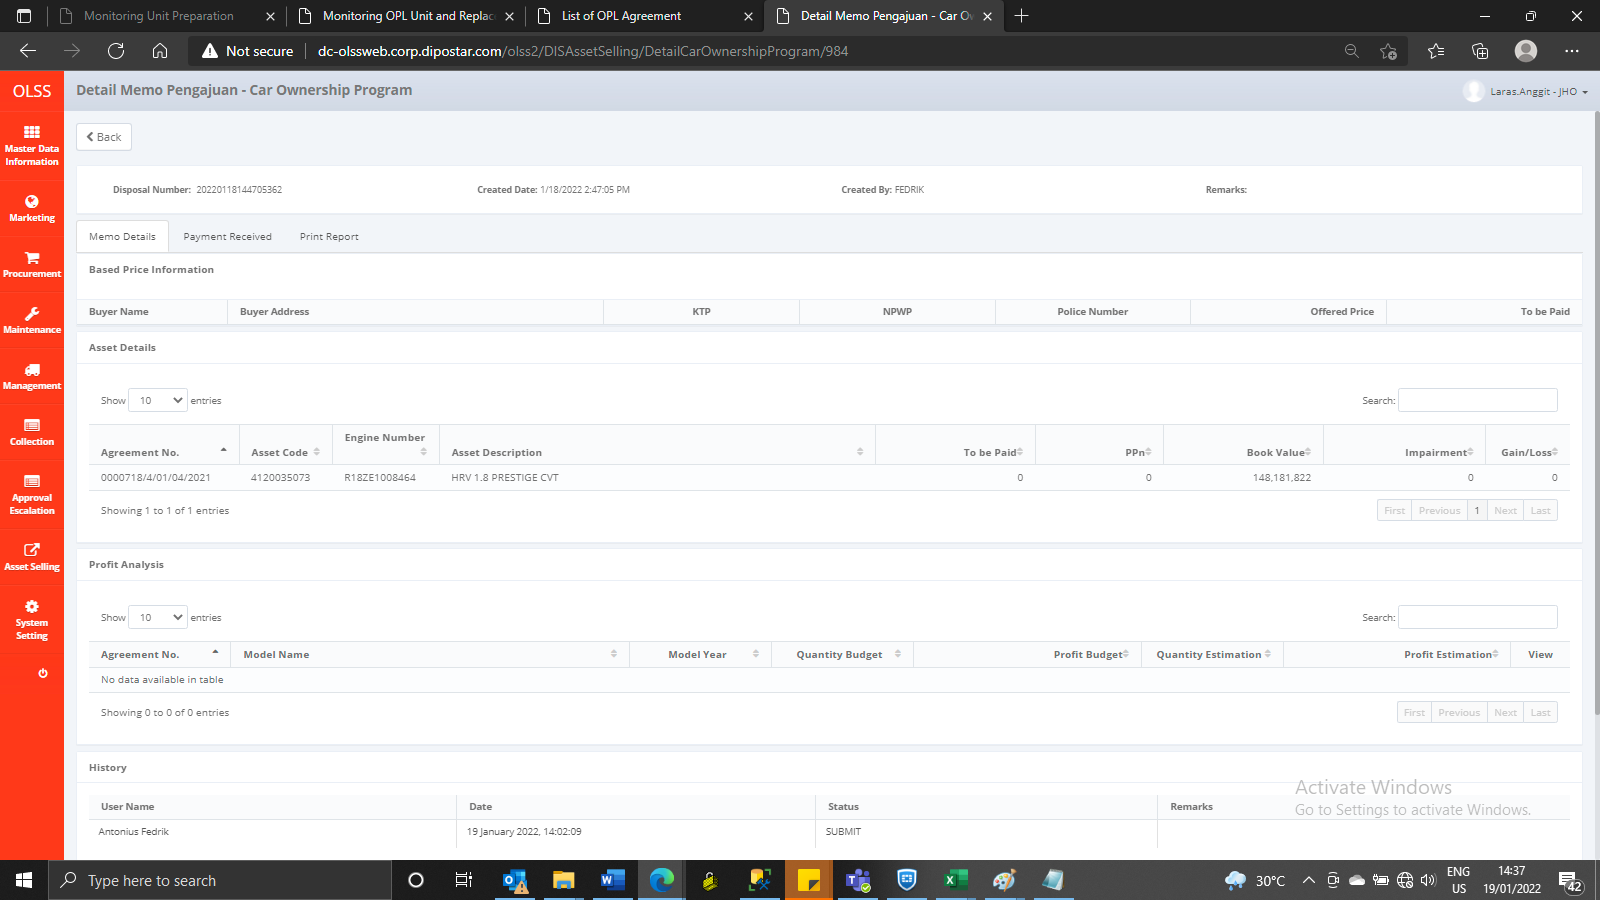 Monitoring Unit Preparation
Monitoring OPL Unit and Replac
List of OPL Agreement
Detail Memo Pengajuan - Car Ow
Not secure
dc-olssweb.corp.dipostar.com/olss2/DISAssetSelling/DetailCarOwnershipProgram/984
OLSS
Detail Memo Pengajuan - Car Ownership Program
Laras.Anggit - JHO
Master Data
Information
Marketing
Procurement
Maintenance
Management
Collection
Approval
Escalation
Asset Selling
System
Setting
Back
Disposal Number: 20220118144705362
Created Date: 1/18/2022 2:47:05 PM
Created By: FEDRIK
Remarks:
Memo Details
Payment Received
Print Report
Based Price Information
Buyer Name Buyer Address KTP NPWP Police Number Offered Price To be Paid
Asset Details
Show 10 entries
Search:
Agreement No. Asset Code Engine Number Asset Description To be Paid PPn Book Value Impairment Gain/Loss
0000718/4/01/04/2021 4120035073 R18ZE1008464 HRV 1.8 PRESTIGE CVT 0 0 148,181,822 0 0
Showing 1 to 1 of 1 entries
First Previous 1 Next Last
Profit Analysis
Show 10 entries
Search:
Agreement No. Model Name Model Year Quantity Budget Profit Budget Quantity Estimation Profit Estimation View
No data available in table
Showing 0 to 0 of 0 entries
First Previous Next Last
History
User Name Date Status Remarks
Antonius Fedrik 19 January 2022, 14:02:09 SUBMIT
Activate Windows
Go to Settings to activate Windows.
Type here to search
30°C
ENG
US
14:37
19/01/2022
42